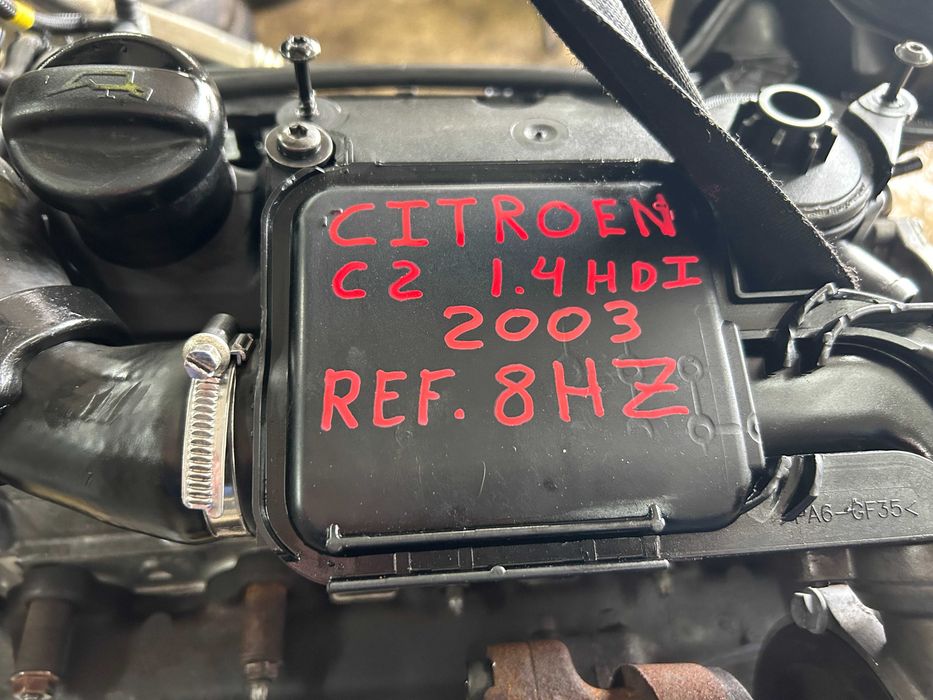 CITROEN
C2 1.4HDI
2003
REF. 8HZ
PA6-GF35<